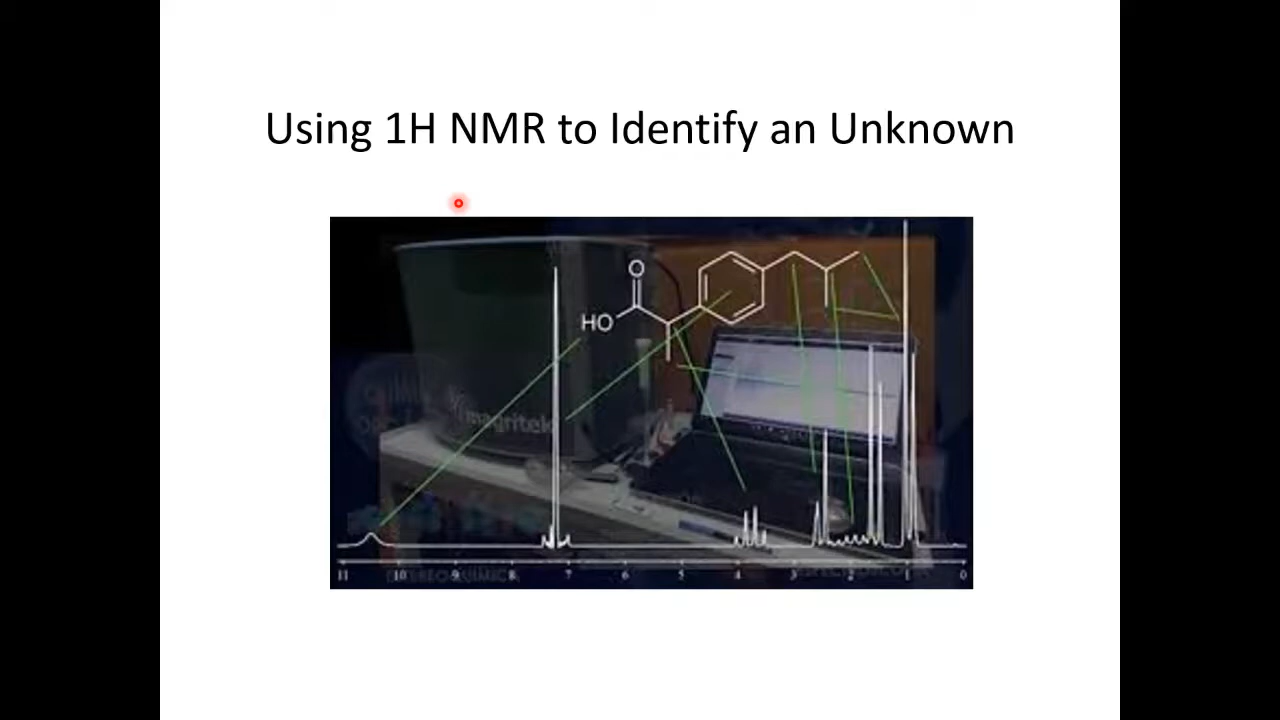 Using 1H NMR to Identify an Unknown
O
HO
magritek
11 10 9 8 7 6 5 4 3 2 1 0